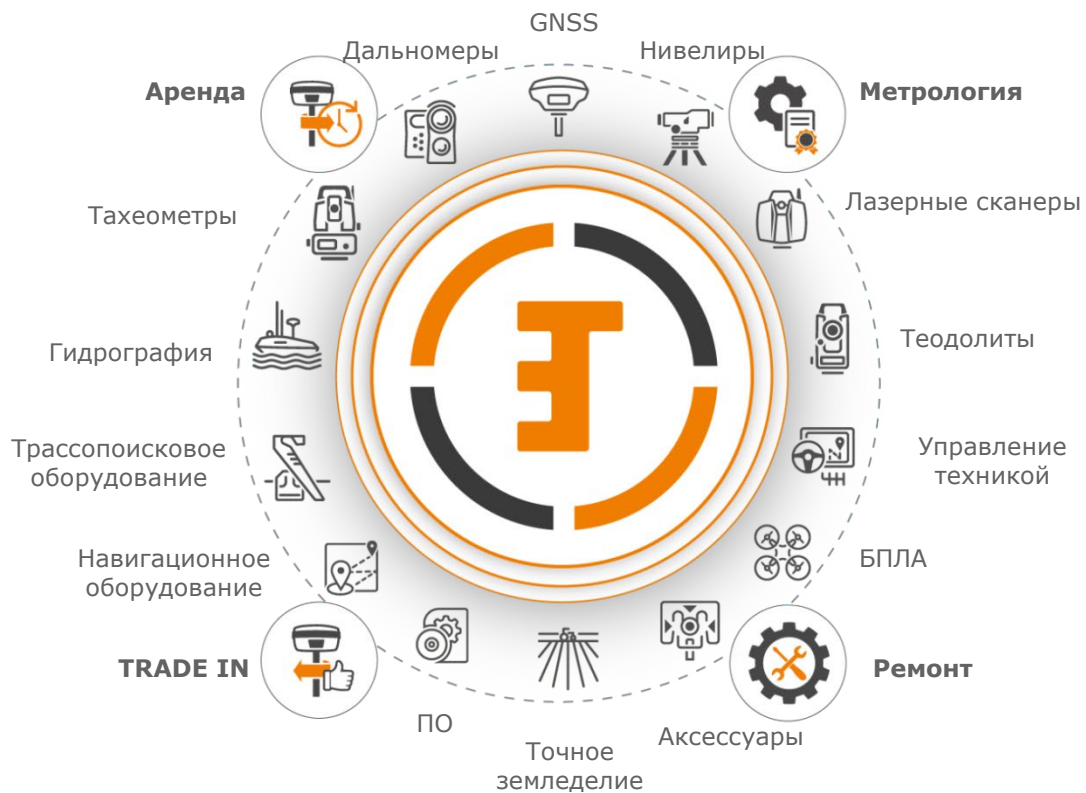 GNSS
Дальномеры
Нивелиры
Аренда
Метрология
Тахеометры
Лазерные сканеры
Гидрография
Теодолиты
Трассопоисковое
оборудование
Управление
техникой
Навигационное
оборудование
БПЛА
TRADE IN
Ремонт
ПО
Точное
земледелие
Аксессуары